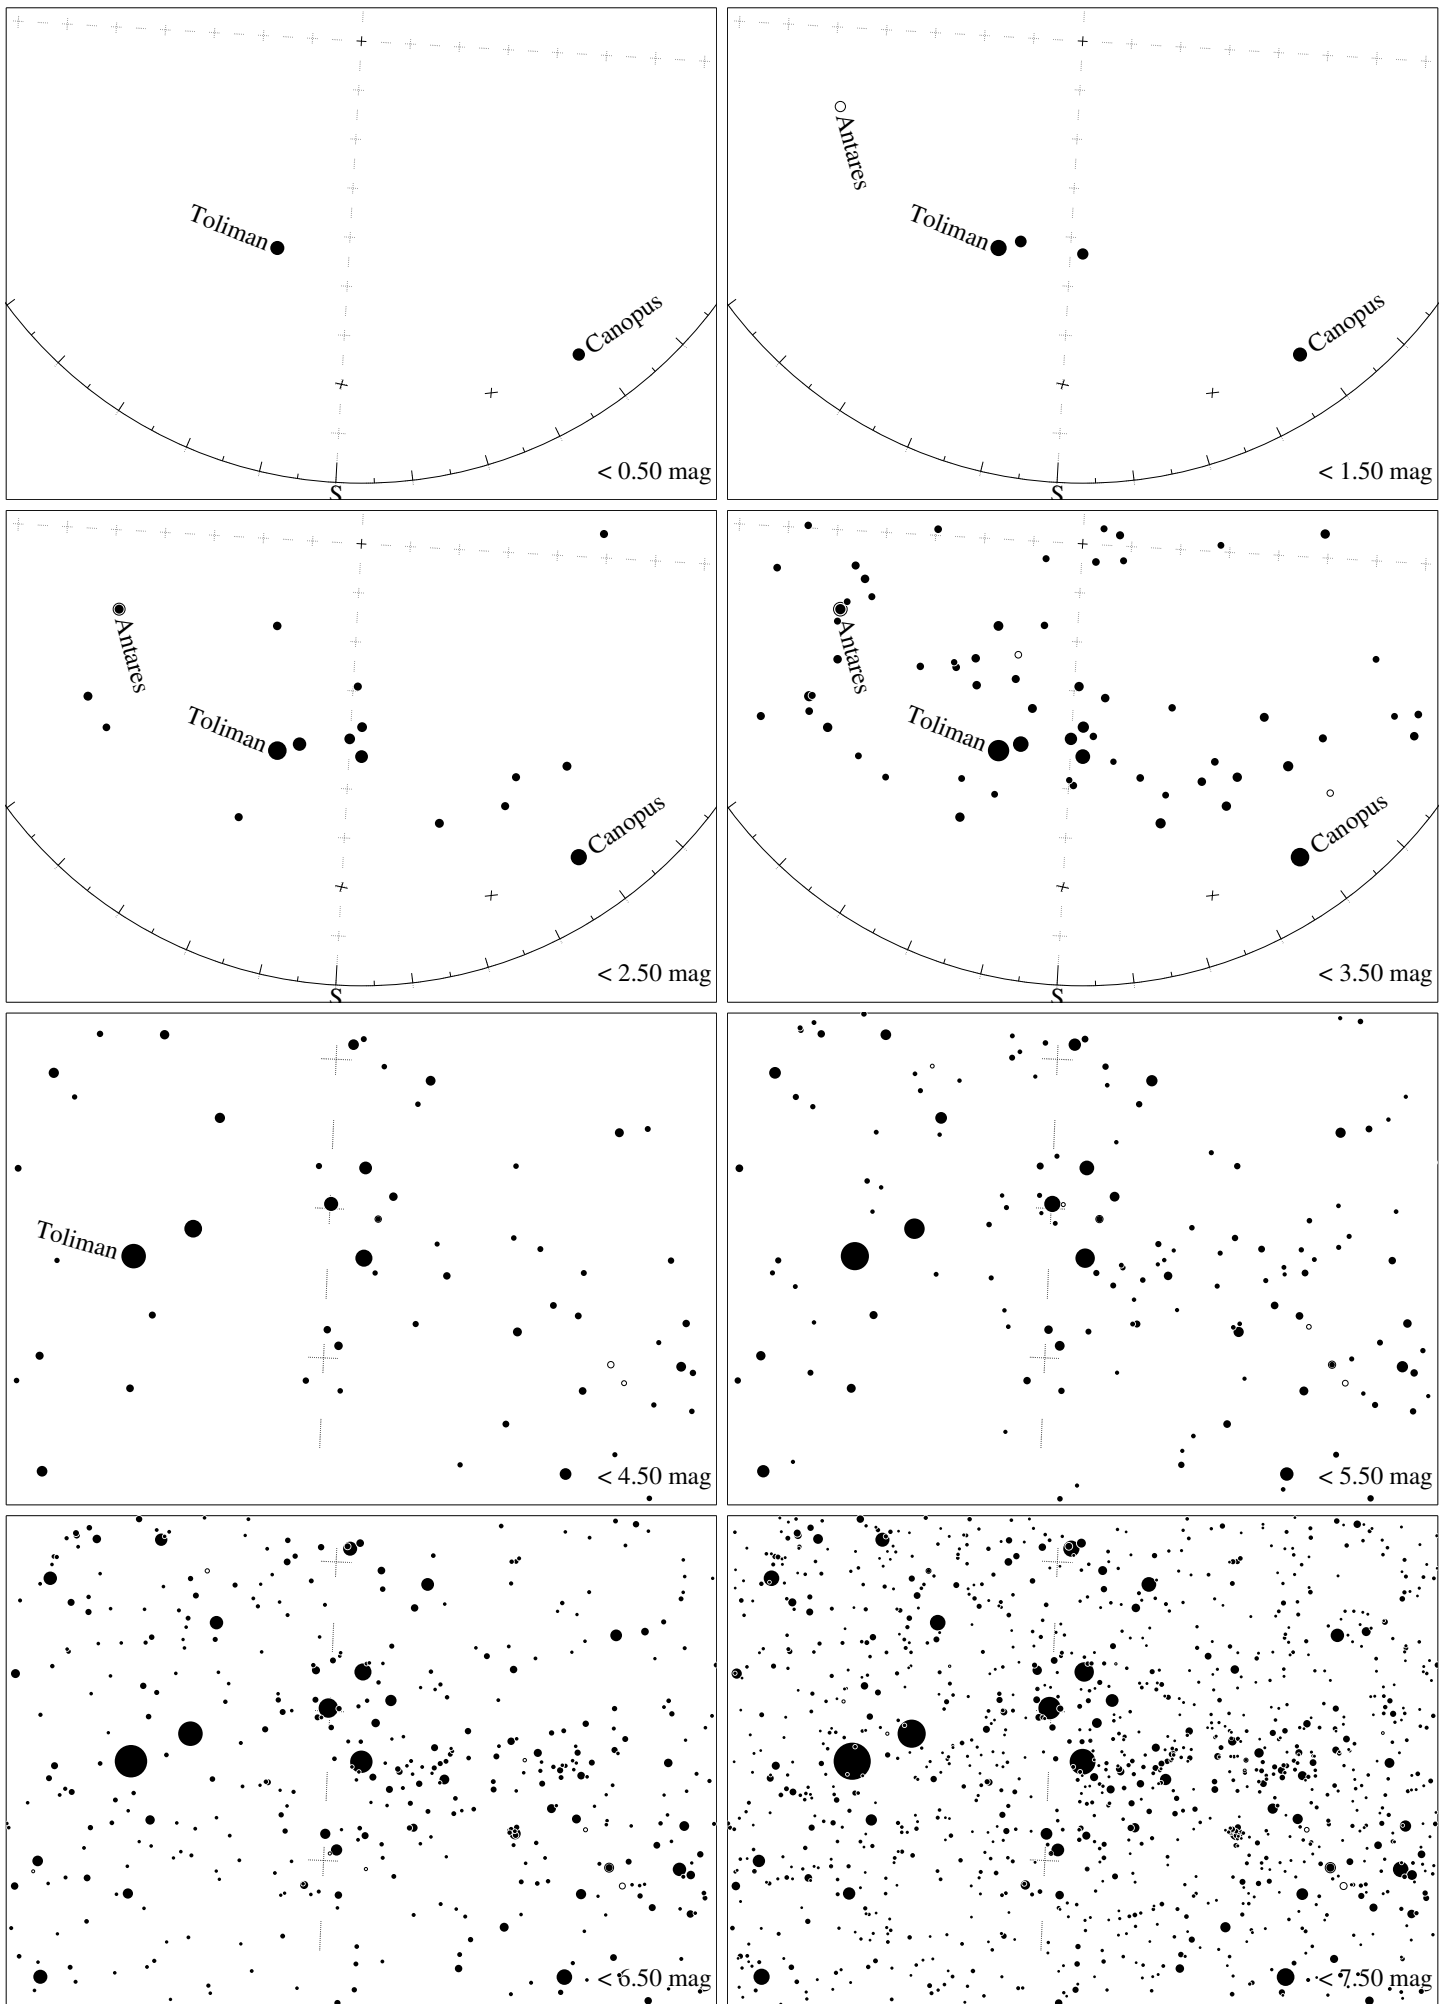 Toliman
Canopus
< 0.50 mag
S
Antares
Toliman
Canopus
< 1.50 mag
S
Antares
Toliman
Canopus
< 2.50 mag
S
Antares
Toliman
Canopus
< 3.50 mag
S
Toliman
< 4.50 mag
< 5.50 mag
< 6.50 mag
< 7.50 mag